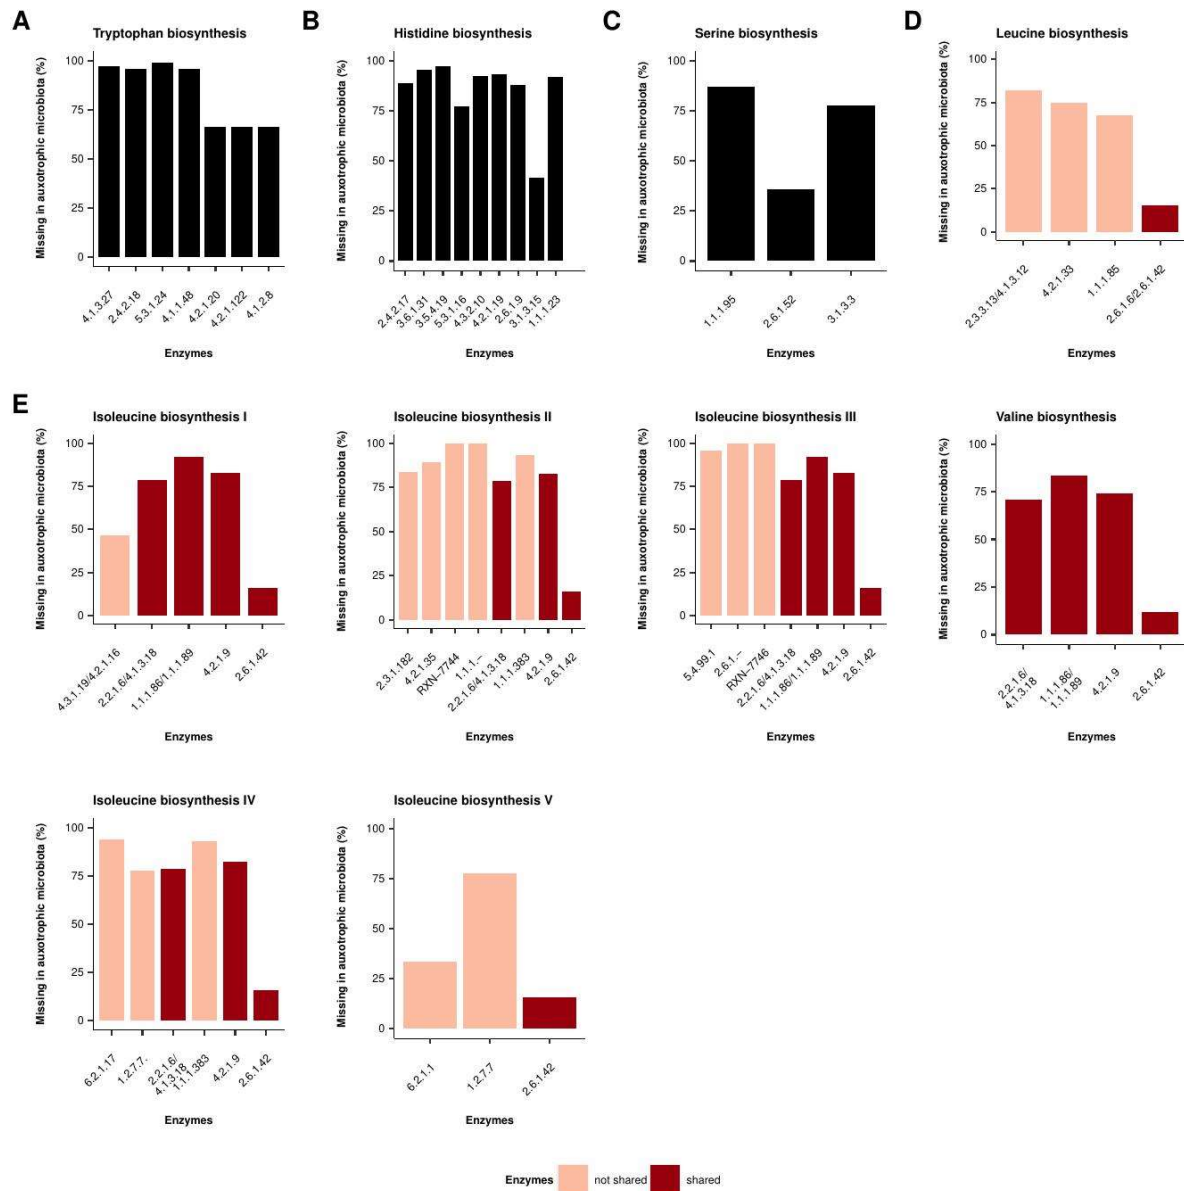 A
Tryptophan biosynthesis
Missing in auxotrophic microbiota (%)
100
75
50
25
0
4.1.3.27
2.4.2.18
5.3.1.24
4.1.1.48
4.2.1.20
4.2.1.122
4.1.2.8
Enzymes
B
Histidine biosynthesis
Missing in auxotrophic microbiota (%)
100
75
50
25
0
2.4.2.17
3.6.1.31
3.5.4.19
5.3.1.16
4.3.2.10
4.2.1.19
2.6.1.9
3.1.3.15
1.1.1.23
Enzymes
C
Serine biosynthesis
Missing in auxotrophic microbiota (%)
100
75
50
25
0
1.1.1.95
2.6.1.52
3.1.3.3
Enzymes
D
Leucine biosynthesis
Missing in auxotrophic microbiota (%)
100
75
50
25
0
2.3.3.13/4.1.3.12
4.2.1.33
1.1.1.85
2.6.1.6/2.6.1.42
Enzymes
E
Isoleucine biosynthesis I
Missing in auxotrophic microbiota (%)
100
75
50
25
0
4.3.1.19/4.2.1.16
2.2.1.6/4.1.3.18
1.1.1.86/1.1.1.89
4.2.1.9
2.6.1.42
Enzymes
Isoleucine biosynthesis II
Missing in auxotrophic microbiota (%)
100
75
50
25
0
2.3.1.182
4.2.1.35
RXN−7744
1.1.1.−
2.2.1.6/4.1.3.18
1.1.1.383
4.2.1.9
2.6.1.42
Enzymes
Isoleucine biosynthesis III
Missing in auxotrophic microbiota (%)
100
75
50
25
0
5.4.99.1
2.6.1.−
RXN−7746
2.2.1.6/4.1.3.18
1.1.1.86/1.1.1.89
4.2.1.9
2.6.1.42
Enzymes
Valine biosynthesis
Missing in auxotrophic microbiota (%)
100
75
50
25
0
2.2.1.6/
4.1.3.18
1.1.1.86/
1.1.1.89
4.2.1.9
2.6.1.42
Enzymes
Isoleucine biosynthesis IV
Missing in auxotrophic microbiota (%)
100
75
50
25
0
6.2.1.17
1.2.7.7.
2.2.1.6/
4.1.3.18
1.1.1.383
4.2.1.9
2.6.1.42
Enzymes
Isoleucine biosynthesis V
Missing in auxotrophic microbiota (%)
100
75
50
25
0
6.2.1.1
1.2.7.7
2.6.1.42
Enzymes
Enzymes not shared shared